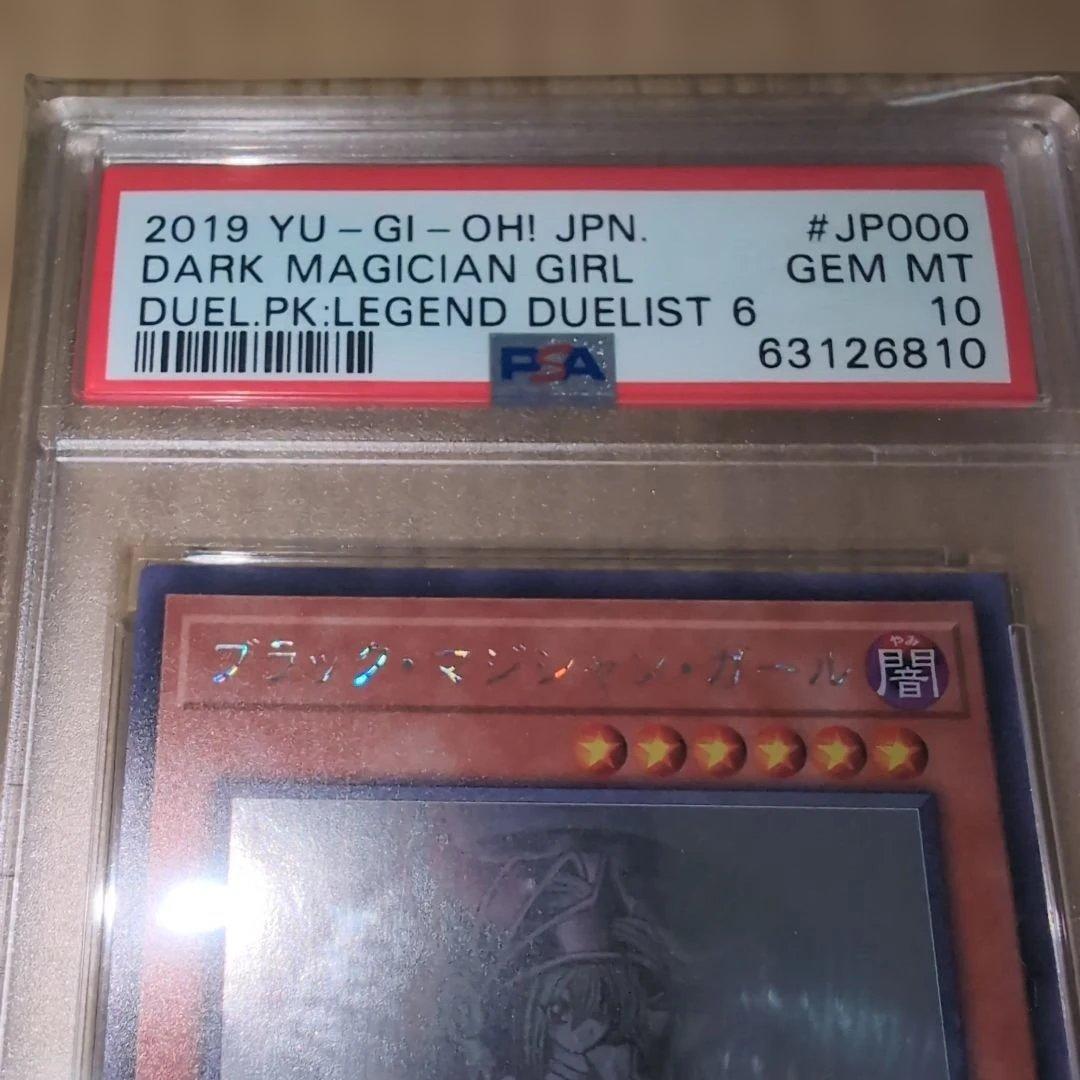 2019 YU-GI-OH! JPN. #JP000
DARK MAGICIAN GIRL GEM MT
DUEL.PK:LEGEND DUELIST 6 10
PSA 63126810
ブラック・マジシャン・ガール
やみ
闇